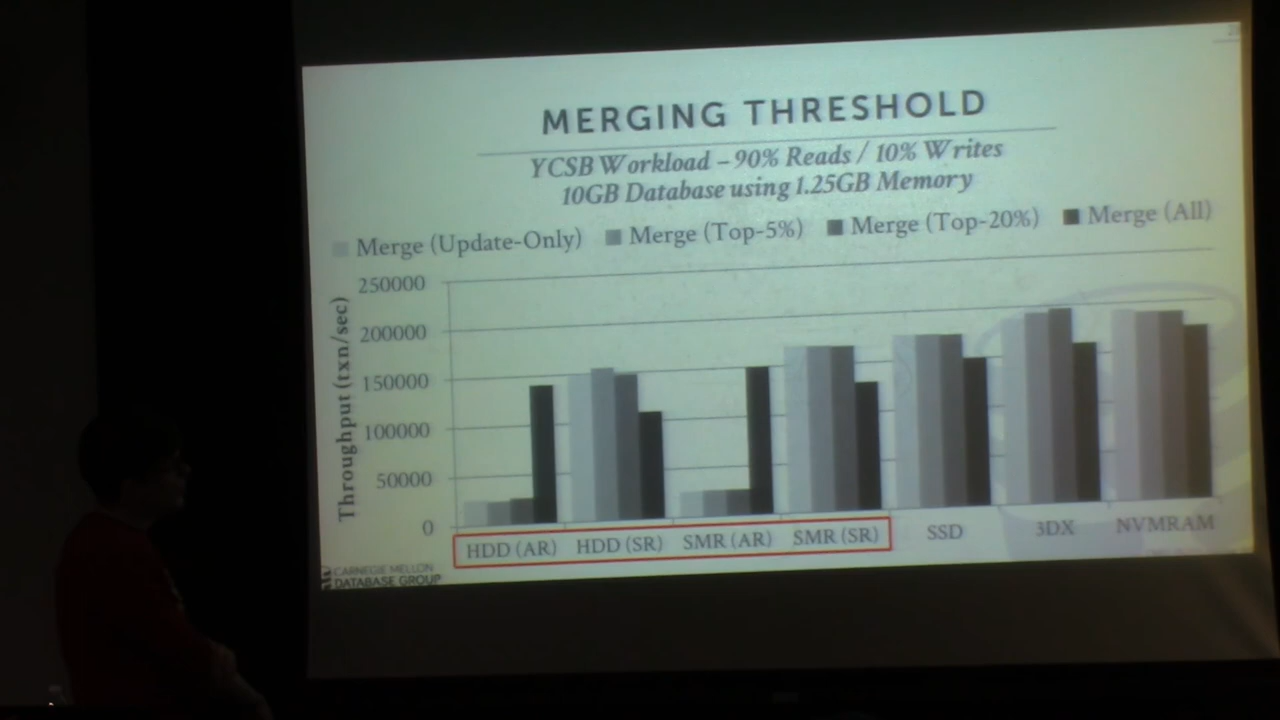 MERGING THRESHOLD
YCSB Workload – 90% Reads / 10% Writes
10GB Database using 1.25GB Memory
Merge (Update-Only) Merge (Top-5%) Merge (Top-20%) Merge (All)
Throughput (txn/sec)
250000
200000
150000
100000
50000
0
HDD (AR) HDD (SR) SMR (AR) SMR (SR) SSD 3DX NVMRAM
CARNEGIE MELLON
DATABASE GROUP